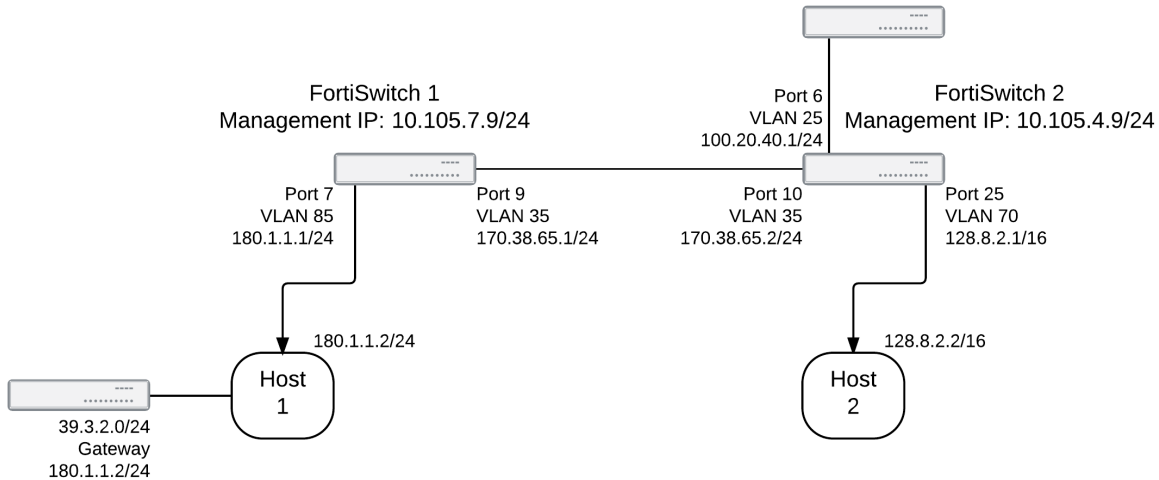 FortiSwitch 1
Management IP: 10.105.7.9/24
Port 6
VLAN 25
100.20.40.1/24
FortiSwitch 2
Management IP: 10.105.4.9/24
Port 7
VLAN 85
180.1.1.1/24
Port 9
VLAN 35
170.38.65.1/24
Port 10
VLAN 35
170.38.65.2/24
Port 25
VLAN 70
128.8.2.1/16
180.1.1.2/24
Host
1
128.8.2.2/16
Host
2
39.3.2.0/24
Gateway
180.1.1.2/24